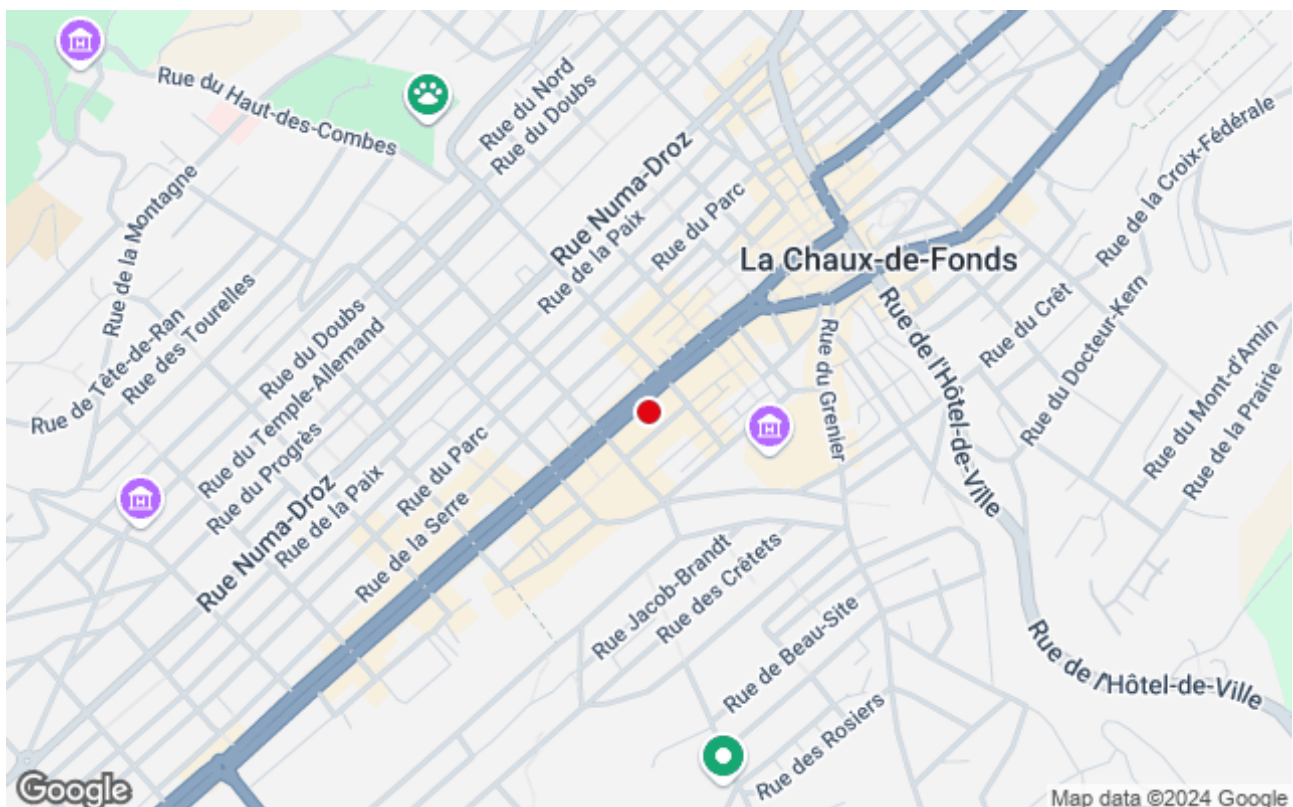 Rue du Haut-des-Combes
Rue du Nord
Rue du Doubs
Rue Numa-Droz
Rue de la Paix
Rue du Parc
Rue de la Croix-Fédérale
La Chaux-de-Fonds
Rue de la Montagne
Rue de Tête-de-Ran
Rue des Tourelles
Rue du Doubs
Rue du Temple-Allemand
Rue du Progrès
Rue Numa-Droz
Rue de la Paix
Rue du Parc
Rue de la Serre
Rue du Grenier
Rue de l'Hôtel-de-Ville
Rue du Crêt
Rue du Docteur-Kern
Rue du Mont-d'Amin
Rue de la Prairie
Rue Jacob-Brandt
Rue des Crêtets
Rue de Beau-Site
Rue des Rosiers
Rue de l'Hôtel-de-Ville
Google
Map data ©2024 Google